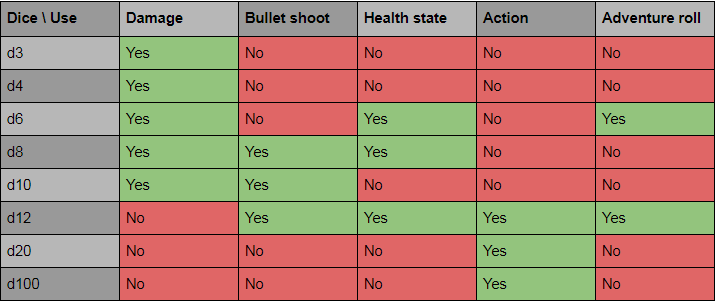 Dice \ Use Damage Bullet shoot Health state Action Adventure roll
d3 Yes No No No No
d4 Yes No No No No
d6 Yes No Yes No Yes
d8 Yes Yes Yes No No
d10 Yes Yes No No No
d12 No Yes Yes Yes Yes
d20 No No No Yes No
d100 No No No Yes No